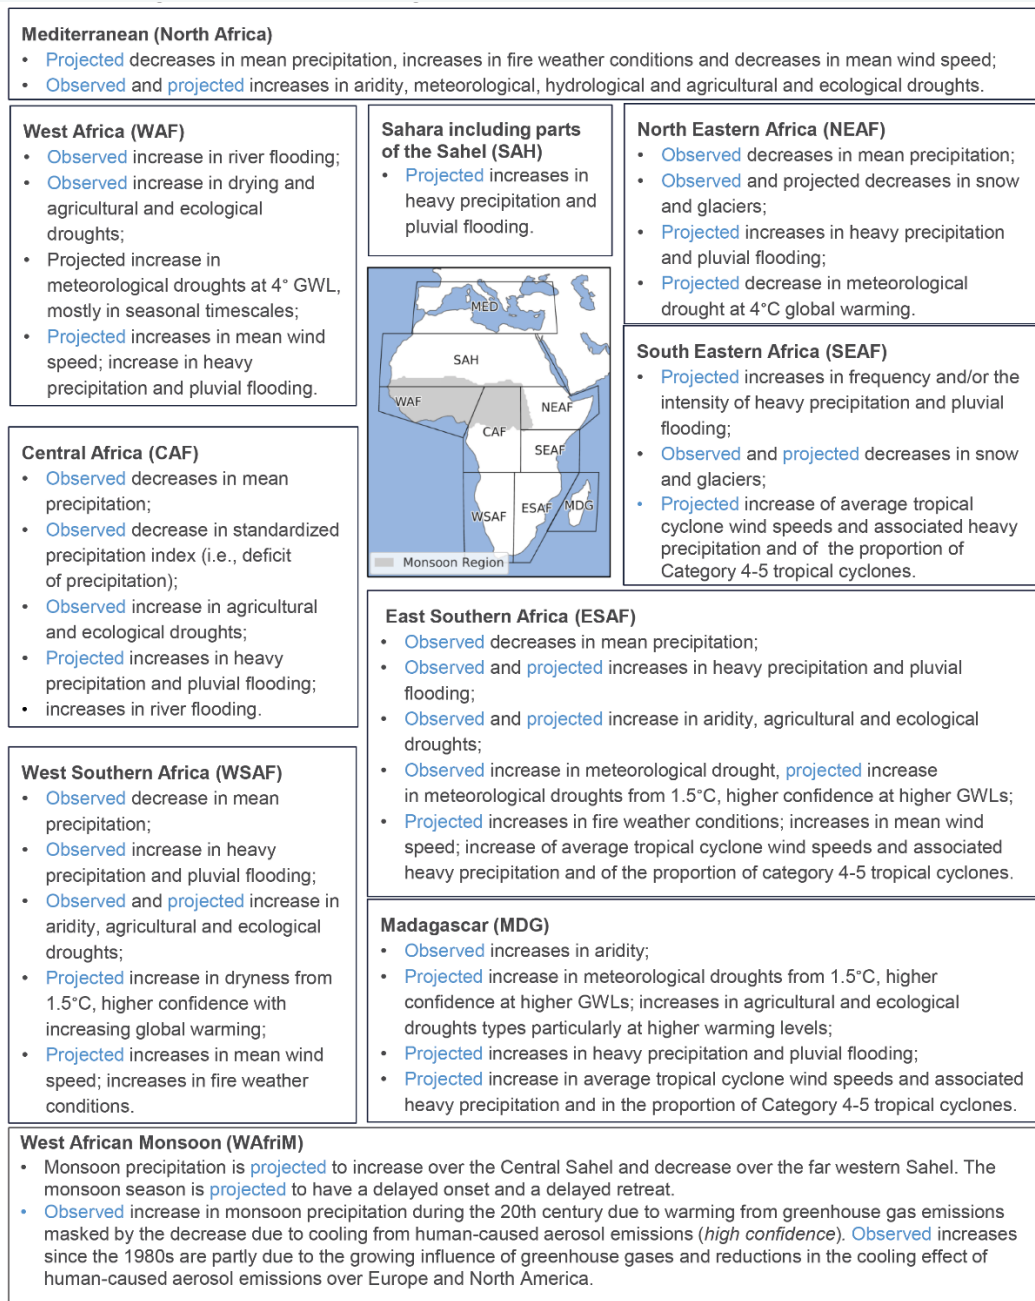 Mediterranean (North Africa)
• Projected decreases in mean precipitation, increases in fire weather conditions and decreases in mean wind speed;
• Observed and projected increases in aridity, meteorological, hydrological and agricultural and ecological droughts.
West Africa (WAF)
• Observed increase in river flooding;
• Observed increase in drying and
agricultural and ecological
droughts;
• Projected increase in
meteorological droughts at 4° GWL,
mostly in seasonal timescales;
• Projected increases in mean wind
speed; increase in heavy
precipitation and pluvial flooding.
Sahara including parts
of the Sahel (SAH)
• Projected increases in
heavy precipitation and
pluvial flooding.
North Eastern Africa (NEAF)
• Observed decreases in mean precipitation;
• Observed and projected decreases in snow
and glaciers;
• Projected increases in heavy precipitation
and pluvial flooding;
• Projected decrease in meteorological
drought at 4°C global warming.
MED
SAH
WAF
NEAF
CAF
SEAF
WSAF
ESAF
MDG
Monsoon Region
South Eastern Africa (SEAF)
• Projected increases in frequency and/or the
intensity of heavy precipitation and pluvial
flooding;
• Observed and projected decreases in snow
and glaciers;
• Projected increase of average tropical
cyclone wind speeds and associated heavy
precipitation and of the proportion of
Category 4-5 tropical cyclones.
Central Africa (CAF)
• Observed decreases in mean
precipitation;
• Observed decrease in standardized
precipitation index (i.e., deficit
of precipitation);
• Observed increase in agricultural
and ecological droughts;
• Projected increases in heavy
precipitation and pluvial flooding;
• increases in river flooding.
East Southern Africa (ESAF)
• Observed decreases in mean precipitation;
• Observed and projected increases in heavy precipitation and pluvial
flooding;
• Observed and projected increase in aridity, agricultural and ecological
droughts;
• Observed increase in meteorological drought, projected increase
in meteorological droughts from 1.5°C, higher confidence at higher GWLs;
• Projected increases in fire weather conditions; increases in mean wind
speed; increase of average tropical cyclone wind speeds and associated
heavy precipitation and of the proportion of category 4-5 tropical cyclones.
West Southern Africa (WSAF)
• Observed decrease in mean
precipitation;
• Observed increase in heavy
precipitation and pluvial flooding;
• Observed and projected increase in
aridity, agricultural and ecological
droughts;
• Projected increase in dryness from
1.5°C, higher confidence with
increasing global warming;
• Projected increases in mean wind
speed; increases in fire weather
conditions.
Madagascar (MDG)
• Observed increases in aridity;
• Projected increase in meteorological droughts from 1.5°C, higher
confidence at higher GWLs; increases in agricultural and ecological
droughts types particularly at higher warming levels;
• Projected increases in heavy precipitation and pluvial flooding;
• Projected increase in average tropical cyclone wind speeds and associated
heavy precipitation and in the proportion of Category 4-5 tropical cyclones.
West African Monsoon (WAfriM)
• Monsoon precipitation is projected to increase over the Central Sahel and decrease over the far western Sahel. The
monsoon season is projected to have a delayed onset and a delayed retreat.
• Observed increase in monsoon precipitation during the 20th century due to warming from greenhouse gas emissions
masked by the decrease due to cooling from human-caused aerosol emissions (high confidence). Observed increases
since the 1980s are partly due to the growing influence of greenhouse gases and reductions in the cooling effect of
human-caused aerosol emissions over Europe and North America.